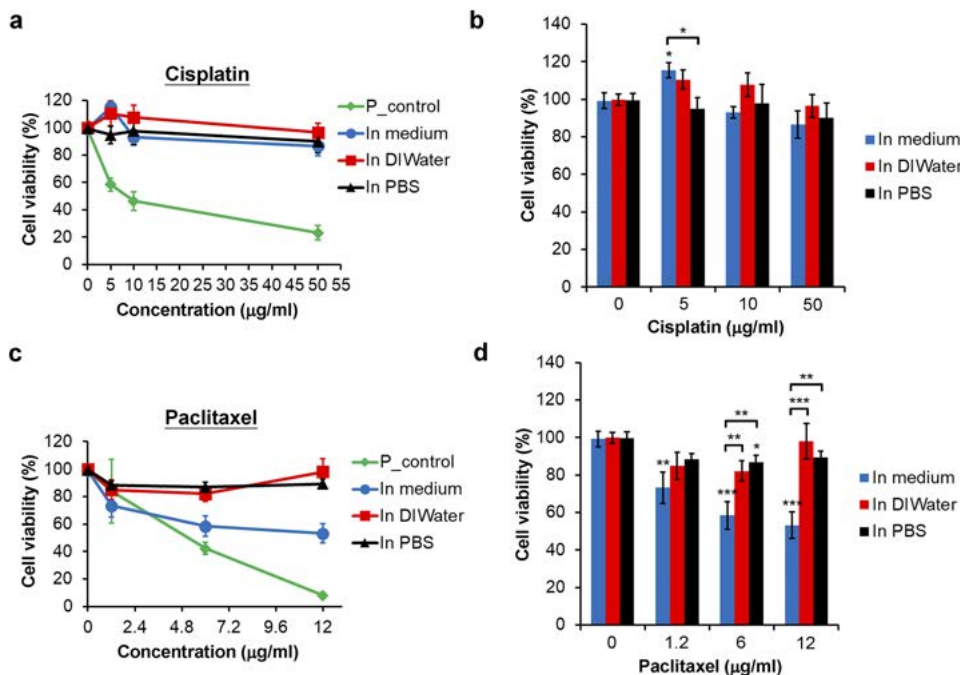 a
Cisplatin
Cell viability (%)
120
100
80
60
40
20
0
0 5 10 15 20 25 30 35 40 45 50 55
Concentration (µg/ml)
P_control
In medium
In DIWater
In PBS
b
Cell viability (%)
140
120
100
80
60
40
20
0
*
*
0 5 10 50
Cisplatin (µg/ml)
In medium
In DIWater
In PBS
c
Paclitaxel
Cell viability (%)
120
100
80
60
40
20
0
0 2.4 4.8 7.2 9.6 12
Concentration (µg/ml)
P_control
In medium
In DIWater
In PBS
d
Cell viability (%)
140
120
100
80
60
40
20
0
**
** ***
** *
**
*** ***
0 1.2 6 12
Paclitaxel (µg/ml)
In medium
In DIWater
In PBS